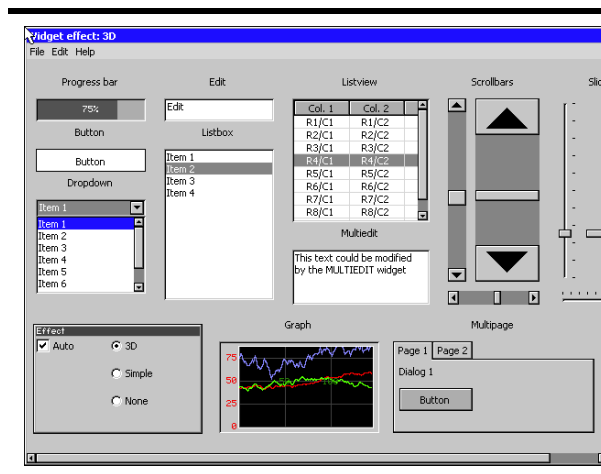 Widget effect: 3D
File Edit Help
Progress bar
Edit
Listview
Scrollbars
75%
Edit
Col. 1 Col. 2
R1/C1 R1/C2
R2/C1 R2/C2
R3/C1 R3/C2
R4/C1 R4/C2
R5/C1 R5/C2
R6/C1 R6/C2
R7/C1 R7/C2
R8/C1 R8/C2
Button
Button
Listbox
Item 1
Item 2
Item 3
Item 4
Dropdown
Item 1
Item 1
Item 2
Item 3
Item 4
Item 5
Item 6
Multiedit
This text could be modified
by the MULTIEDIT widget
Effect
Auto
3D
Simple
None
Graph
75
50
25
0
Multipage
Page 1 Page 2
Dialog 1
Button